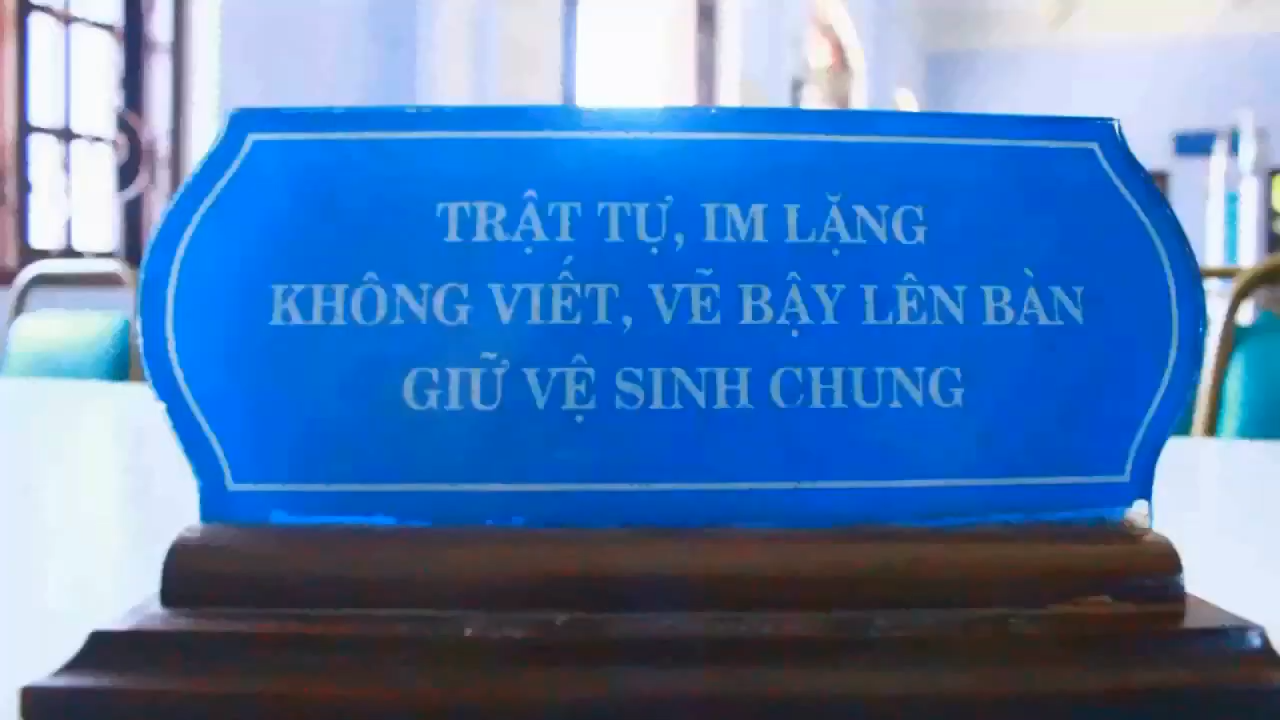 TRẬT TỰ, IM LẶNG
KHÔNG VIẾT, VẼ BẬY LÊN BÀN
GIỮ VỆ SINH CHUNG